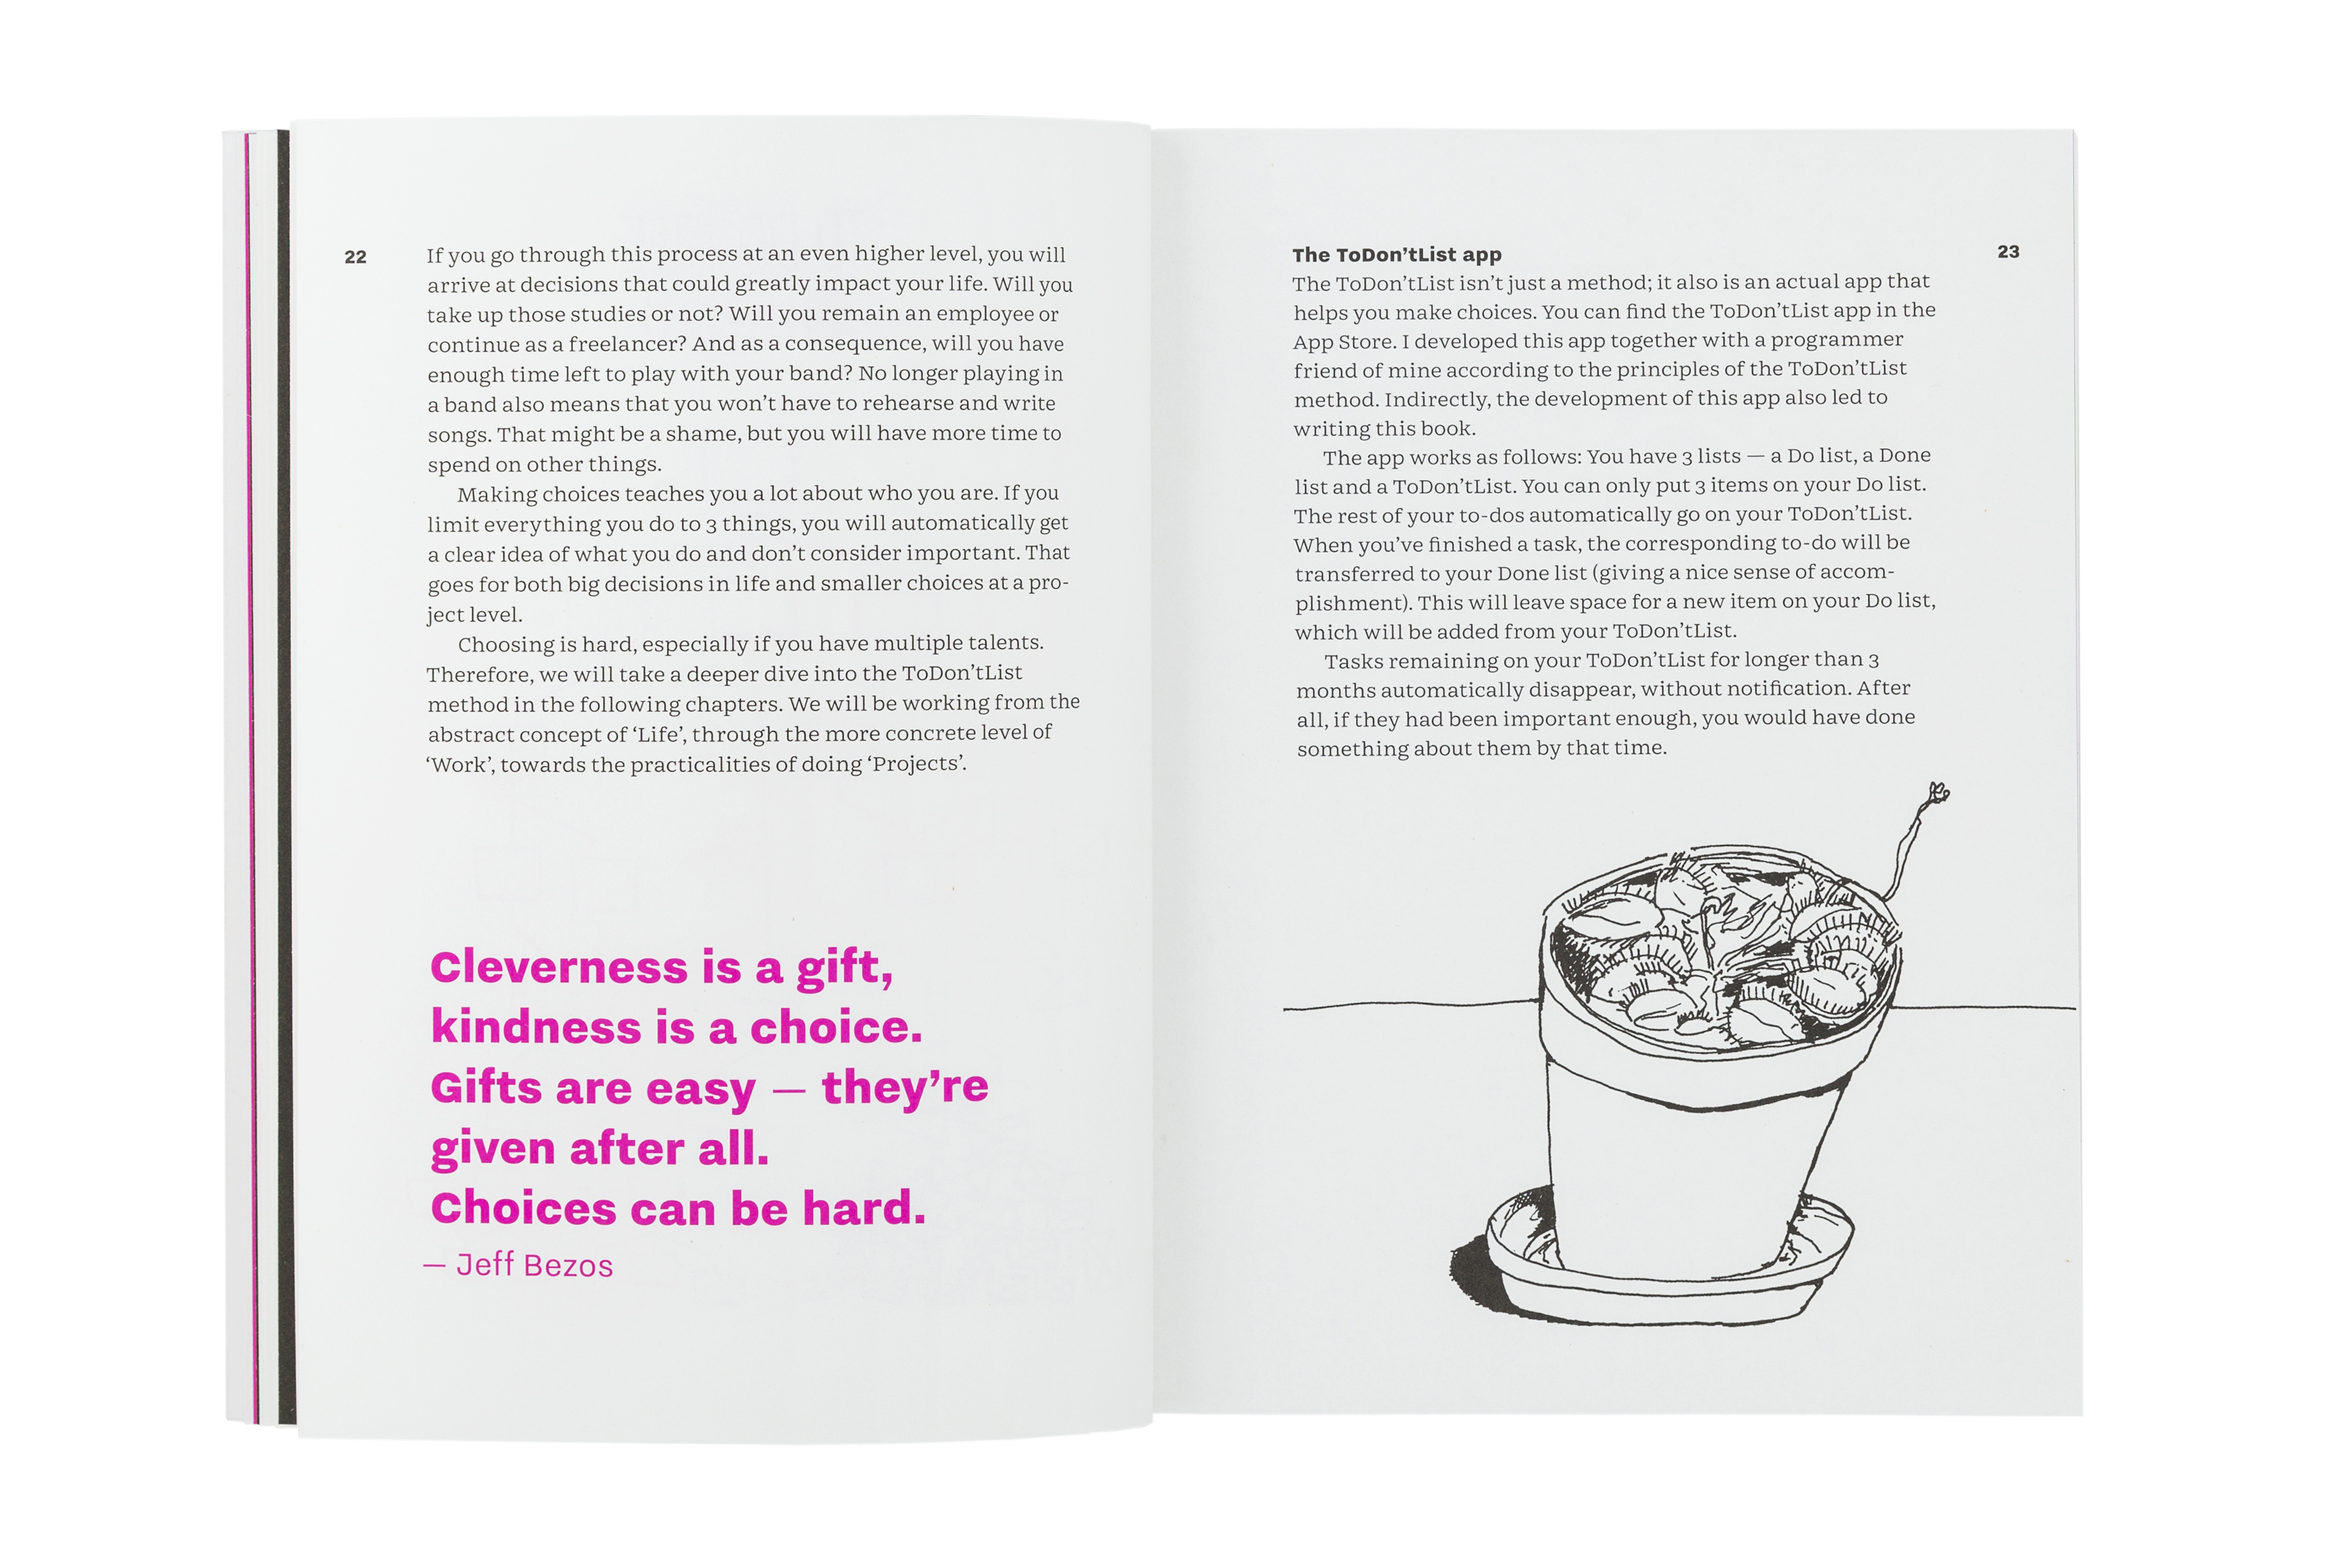 22
If you go through this process at an even higher level, you will
arrive at decisions that could greatly impact your life. Will you
take up those studies or not? Will you remain an employee or
continue as a freelancer? And as a consequence, will you have
enough time left to play with your band? No longer playing in
a band also means that you won’t have to rehearse and write
songs. That might be a shame, but you will have more time to
spend on other things.
Making choices teaches you a lot about who you are. If you
limit everything you do to 3 things, you will automatically get
a clear idea of what you do and don’t consider important. That
goes for both big decisions in life and smaller choices at a pro-
ject level.
Choosing is hard, especially if you have multiple talents.
Therefore, we will take a deeper dive into the ToDon’tList
method in the following chapters. We will be working from the
abstract concept of ‘Life’, through the more concrete level of
‘Work’, towards the practicalities of doing ‘Projects’.
Cleverness is a gift,
kindness is a choice.
Gifts are easy — they’re
given after all.
Choices can be hard.
— Jeff Bezos
The ToDon’tList app
23
The ToDon’tList isn’t just a method; it also is an actual app that
helps you make choices. You can find the ToDon’tList app in the
App Store. I developed this app together with a programmer
friend of mine according to the principles of the ToDon’tList
method. Indirectly, the development of this app also led to
writing this book.
The app works as follows: You have 3 lists — a Do list, a Done
list and a ToDon’tList. You can only put 3 items on your Do list.
The rest of your to-dos automatically go on your ToDon’tList.
When you’ve finished a task, the corresponding to-do will be
transferred to your Done list (giving a nice sense of accom-
plishment). This will leave space for a new item on your Do list,
which will be added from your ToDon’tList.
Tasks remaining on your ToDon’tList for longer than 3
months automatically disappear, without notification. After
all, if they had been important enough, you would have done
something about them by that time.